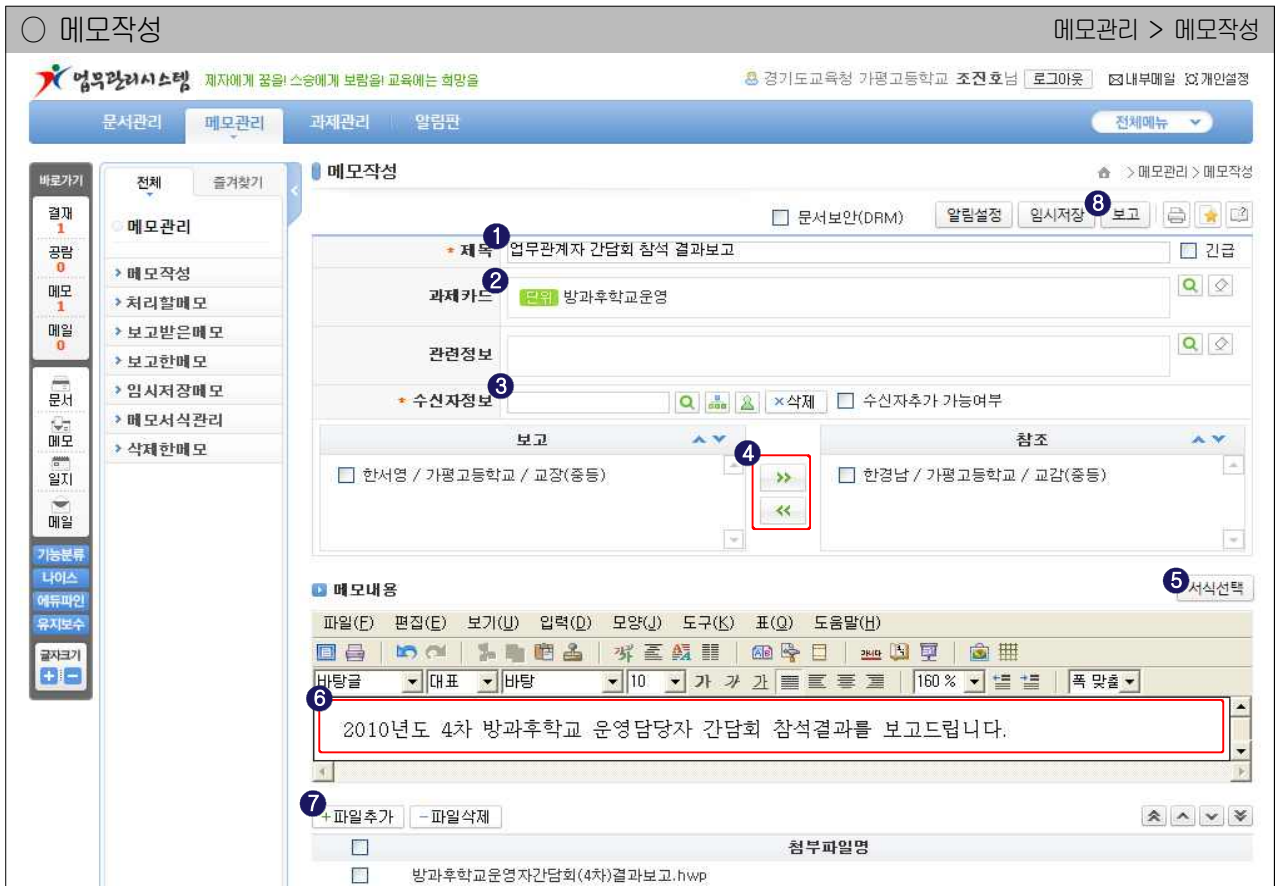 ○ 메모작성 메모관리 > 메모작성
업무관리시스템 제자에게 꿈을! 스승에게 보람을! 교육에는 희망을 경기도교육청 가평고등학교 조진호님 로그아웃 내부메일 개인설정
문서관리 메모관리 과제관리 알림판 전체메뉴
바로가기
결재
1
공람
0
메모
1
메일
0
문서
메모
일지
메일
기능분류
나이스
에듀파인
유지보수
글자크기
전체 즐겨찾기
메모관리
메모작성
처리할메모
보고받은메모
보고한메모
임시저장메모
메모서식관리
삭제한메모
메모작성 > 메모관리 > 메모작성
문서보안(DRM) 알림설정 임시저장 8 보고
1
* 제목 업무관계자 간담회 참석 결과보고 긴급
2
과제카드 단위 방과후학교운영
관련정보
3
* 수신자정보 ×삭제 수신자추가 가능여부
보고 참조
4
한서영 / 가평고등학교 / 교장(중등) >> 한경남 / 가평고등학교 / 교감(중등)
<<
메모내용 5 서식선택
파일(F) 편집(E) 보기(U) 입력(D) 모양(J) 도구(K) 표(Q) 도움말(H)
바탕글 대표 바탕 10 가 가 가 160 % 폭 맞춤
6
2010년도 4차 방과후학교 운영담당자 간담회 참석결과를 보고드립니다.
7
+파일추가 -파일삭제
첨부파일명
방과후학교운영자간담회(4차)결과보고.hwp